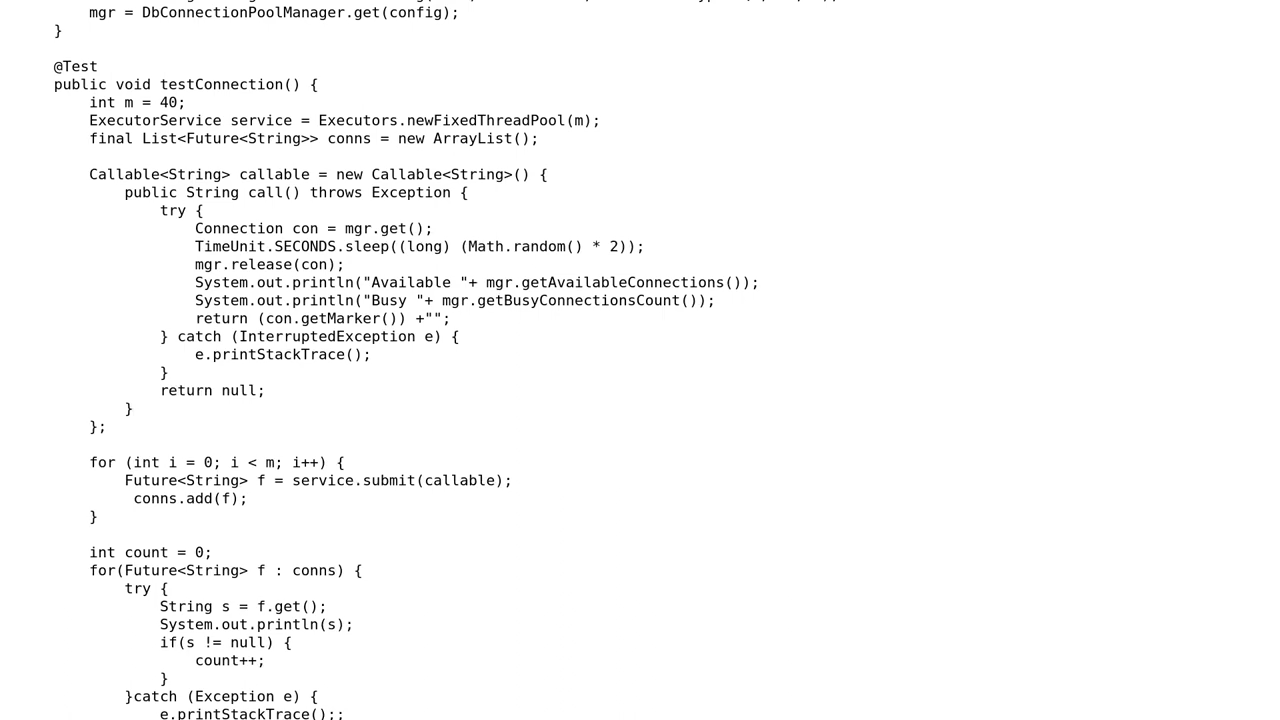 mgr = DbConnectionPoolManager.get(config);
}
@Test
public void testConnection() {
int m = 40;
ExecutorService service = Executors.newFixedThreadPool(m);
final List<Future<String>> conns = new ArrayList();
Callable<String> callable = new Callable<String>() {
public String call() throws Exception {
try {
Connection con = mgr.get();
TimeUnit.SECONDS.sleep((long) (Math.random() * 2));
mgr.release(con);
System.out.println("Available "+ mgr.getAvailableConnections());
System.out.println("Busy "+ mgr.getBusyConnectionsCount());
return (con.getMarker()) +"";
} catch (InterruptedException e) {
e.printStackTrace();
}
return null;
}
};
for (int i = 0; i < m; i++) {
Future<String> f = service.submit(callable);
conns.add(f);
}
int count = 0;
for(Future<String> f : conns) {
try {
String s = f.get();
System.out.println(s);
if(s != null) {
count++;
}
}catch (Exception e) {
e.printStackTrace();;